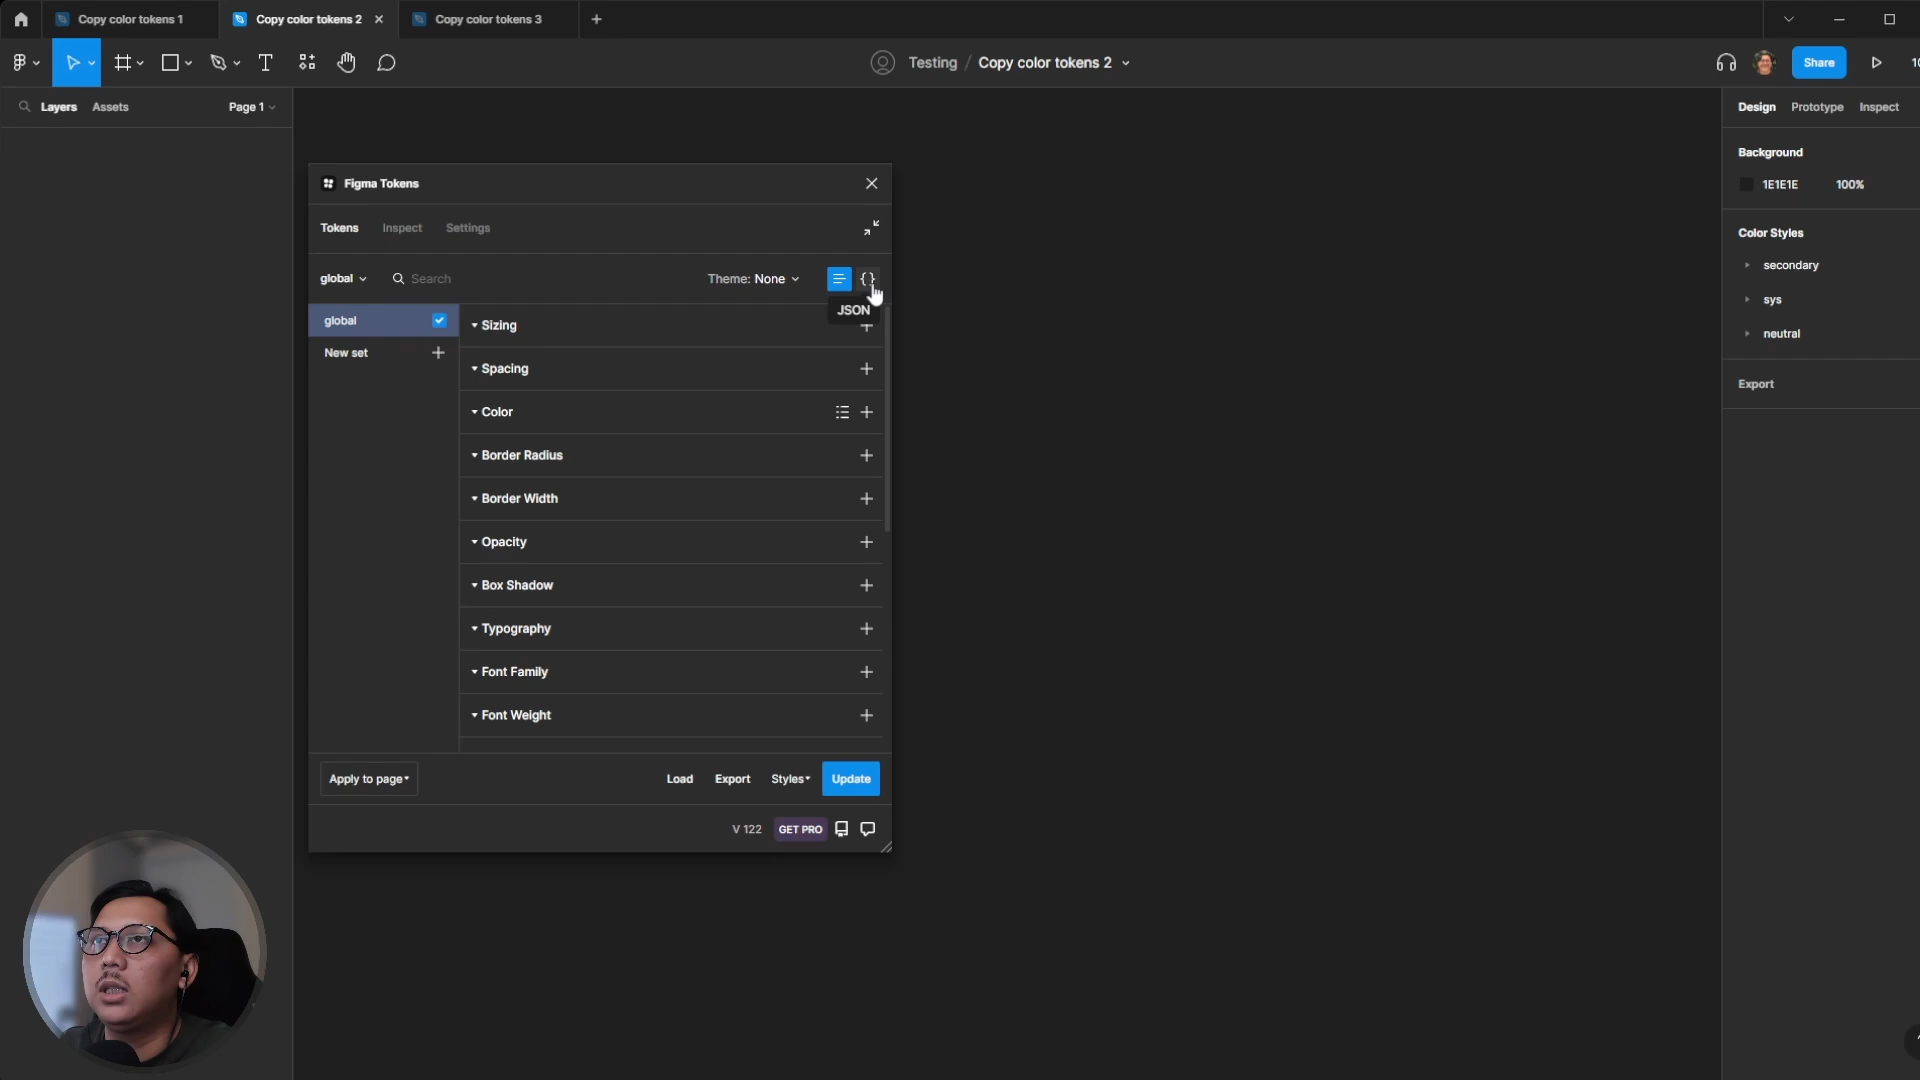 Copy color tokens 1
Copy color tokens 2
Copy color tokens 3
Testing / Copy color tokens 2
Share
Layers
Assets
Page 1
Design
Prototype
Inspect
Background
1E1E1E
100%
Color Styles
secondary
sys
neutral
Export
Figma Tokens
Tokens
Inspect
Settings
global
Search
Theme: None
JSON
global
New set
Sizing
Spacing
Color
Border Radius
Border Width
Opacity
Box Shadow
Typography
Font Family
Font Weight
Apply to page
Load
Export
Styles
Update
V 122
GET PRO